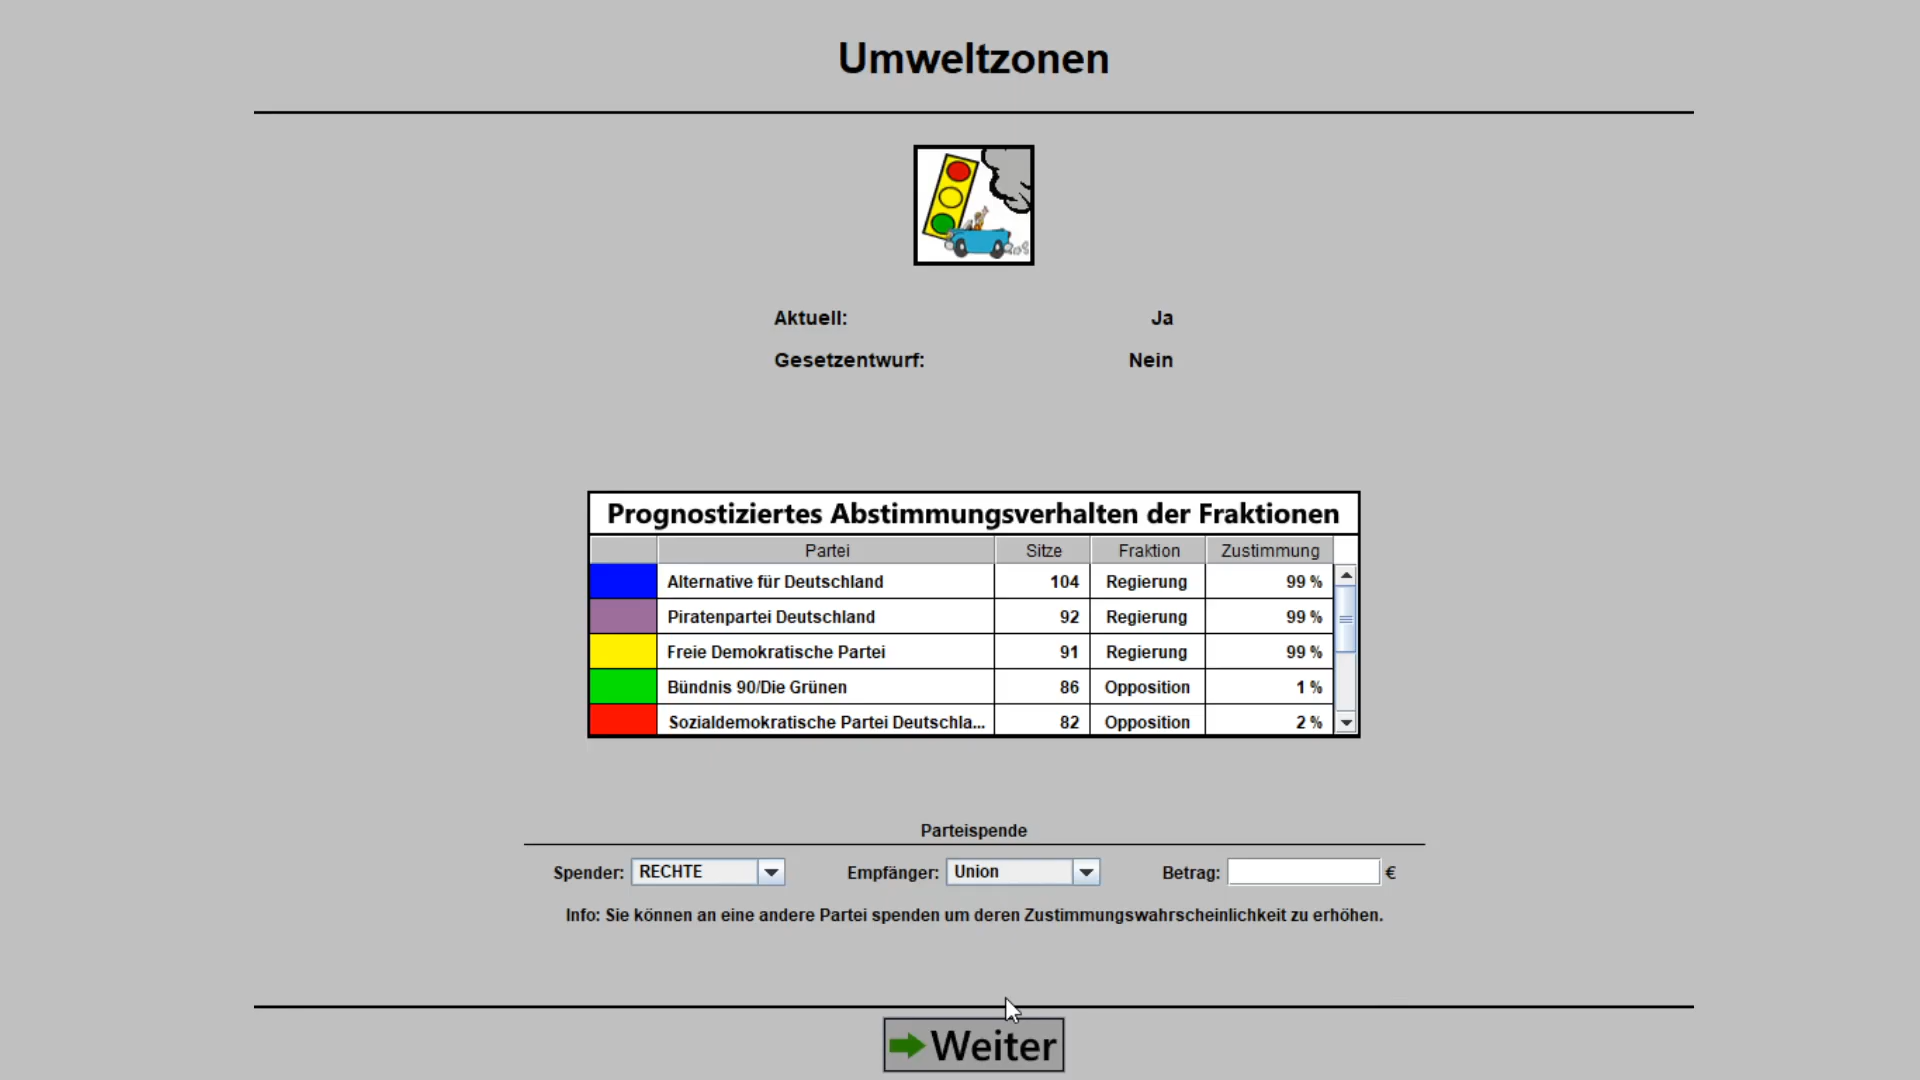 Umweltzonen
Aktuell: Ja
Gesetzentwurf: Nein
Prognostiziertes Abstimmungsverhalten der Fraktionen
Partei Sitze Fraktion Zustimmung
Alternative für Deutschland 104 Regierung 99 %
Piratenpartei Deutschland 92 Regierung 99 %
Freie Demokratische Partei 91 Regierung 99 %
Bündnis 90/Die Grünen 86 Opposition 1 %
Sozialdemokratische Partei Deutschla... 82 Opposition 2 %
Parteispende
Spender: RECHTE Empfänger: Union Betrag: €
Info: Sie können an eine andere Partei spenden um deren Zustimmungswahrscheinlichkeit zu erhöhen.
Weiter